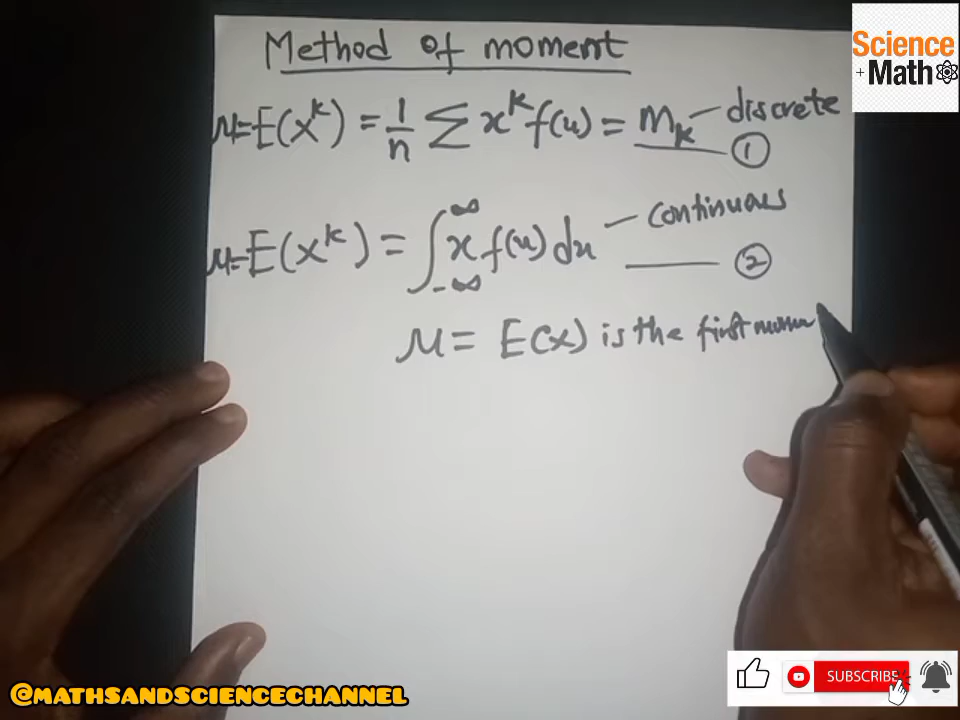 Method of moment
Science
+Math
μ=E(x^k) = 1/n ∑ x^k f(x) = m_k – discrete
①
μ=E(x^k) = ∫_{-∞}^{∞} x f(x) dx – continuous
②
μ = E(x) is the first
SUBSCRIBE
@MATHSANDSCIENCECHANNEL